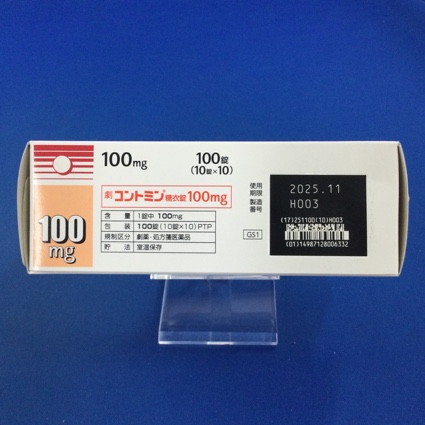 100mg
100錠
(10錠×10)
劇 コントミン糖衣錠100mg
含量 1錠中 100mg
包装 100錠(10錠×10)PTP
規制区分 劇薬・処方箋医薬品
貯法 室温保存
100
mg
使用
期限
製造
番号
2025.11
H003
(17)251100(10)H003
GS1
(01)14987128006332